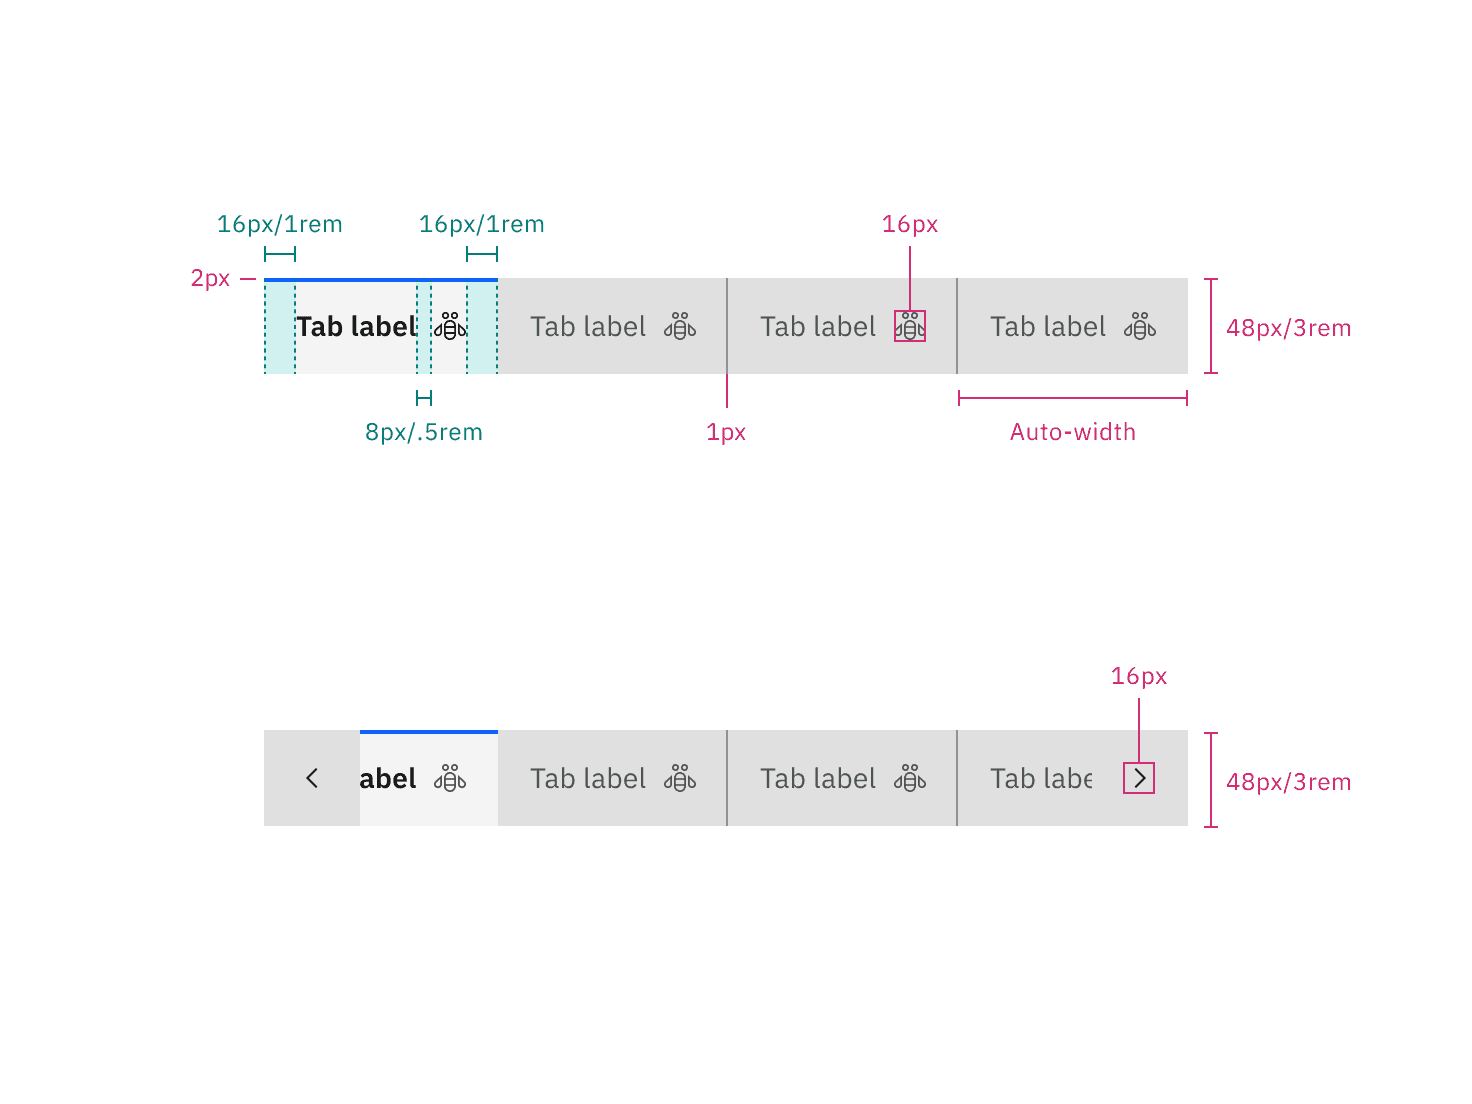 16px/1rem 16px/1rem 16px
2px
Tab label Tab label Tab label Tab label
48px/3rem
8px/.5rem 1px Auto-width
16px
abel Tab label Tab label Tab labe
48px/3rem